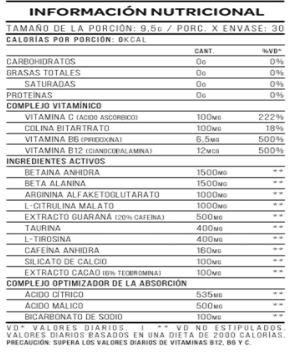 INFORMACIÓN NUTRICIONAL
TAMAÑO DE LA PORCIÓN: 9,5G / PORC. X ENVASE: 30
CALORÍAS POR PORCIÓN: 0KCAL
CANT. %VD*
CARBOHIDRATOS 0G 0%
GRASAS TOTALES 0G 0%
SATURADAS 0G 0%
PROTEÍNAS 0G 0%
COMPLEJO VITAMÍNICO
VITAMINA C (ÁCIDO ASCÓRBICO) 100MG 222%
COLINA BITARTRATO 100MG 18%
VITAMINA B6 (PIRIDOXINA) 6,5MG 500%
VITAMINA B12 (CIANOCOBALAMINA) 12MCG 500%
INGREDIENTES ACTIVOS
BETAINA ANHIDRA 1500MG **
BETA ALANINA 1500MG **
ARGININA ALFAKETOGLUTARATO 1000MG **
L-CITRULINA MALATO 1000MG **
EXTRACTO GUARANÁ (20% CAFEÍNA) 500MG **
TAURINA 400MG **
L-TIROSINA 400MG **
CAFEÍNA ANHIDRA 160MG **
SILICATO DE CALCIO 100MG **
EXTRACTO CACAO (6% TEOBROMINA) 100MG **
COMPLEJO OPTIMIZADOR DE LA ABSORCIÓN
ÁCIDO CÍTRICO 535MG **
ÁCIDO MÁLICO 500MG **
BICARBONATO DE SODIO 100MG **
VD* VALORES DIARIOS. | ** VD NO ESTIPULADOS.
VALORES DIARIOS BASADOS EN UNA DIETA DE 2000 CALORÍAS.
PRECAUCIÓN: SUPERA LOS VALORES DIARIOS DE VITAMINAS B12, B6 Y C.